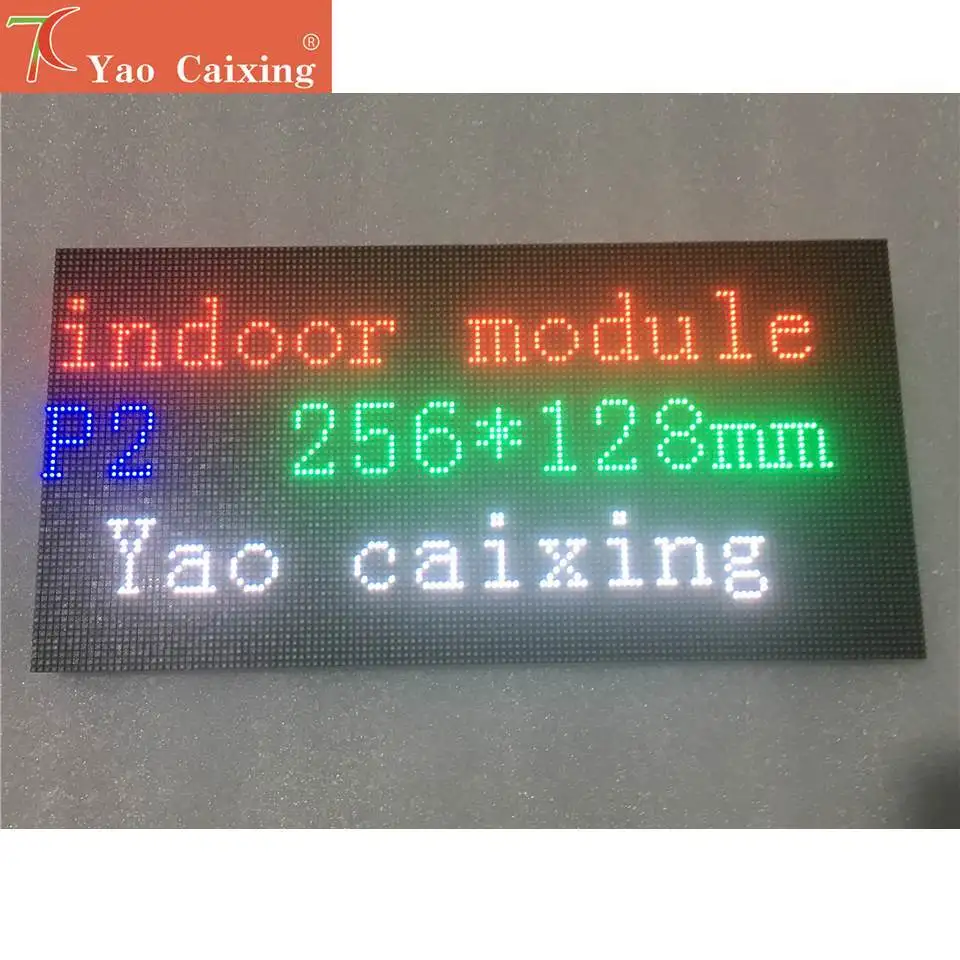 Yao Caixing®
indoor module
P2 256*128mm
Yao caixing